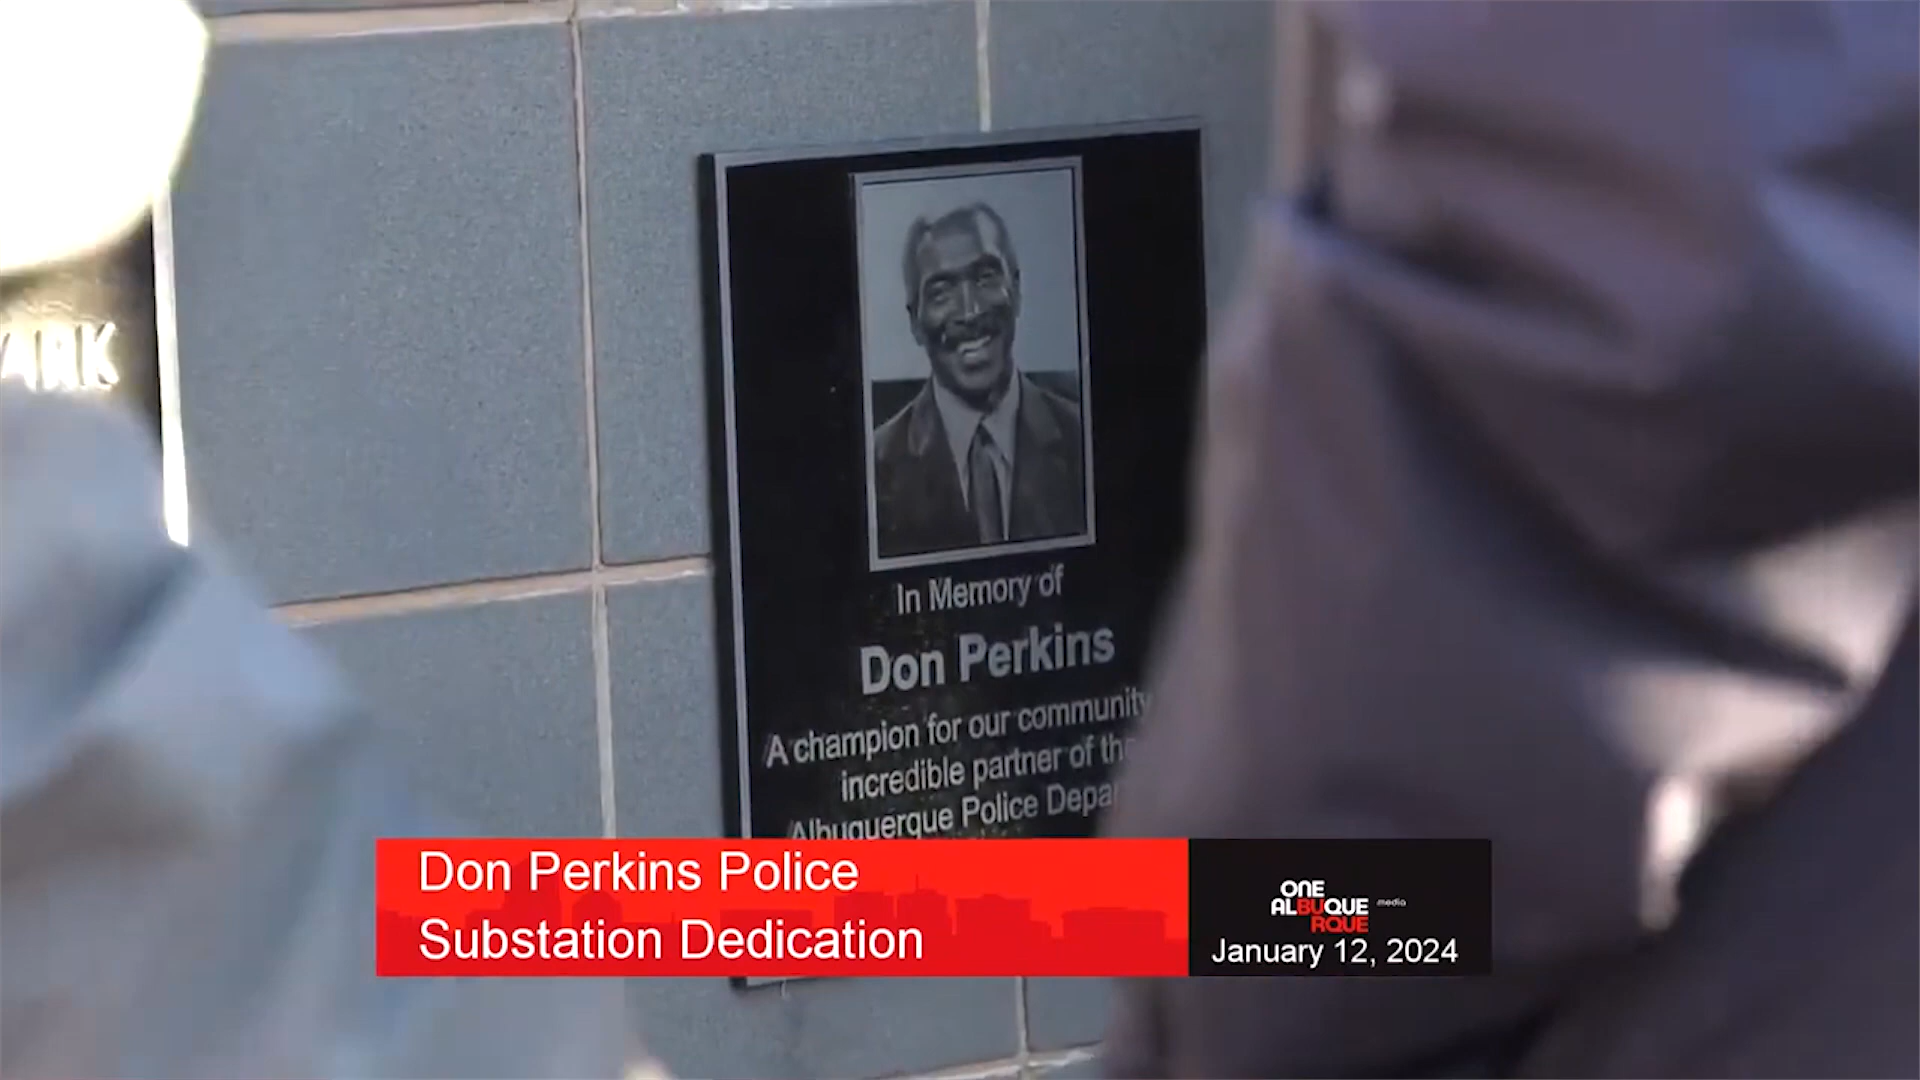 ARK
In Memory of
Don Perkins
A champion for our community
incredible partner of the
Albuquerque Police Depar
Don Perkins Police
Substation Dedication
ONE
ALBUQUE media
RQUE
January 12, 2024